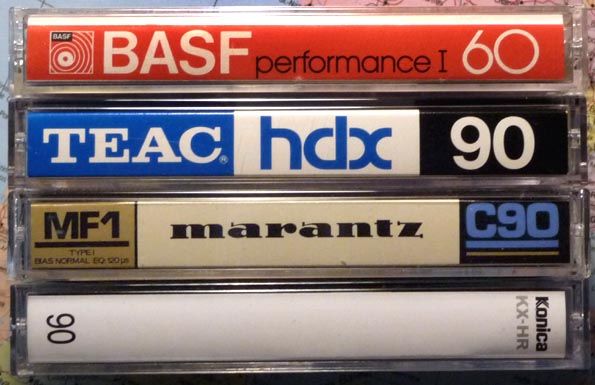 BASF
BASF performance I 60
TEAC® hdx 90
MF1 marantz C90
TYPE I
BIAS NORMAL EQ: 120 µs
90 Konica
KX-HR